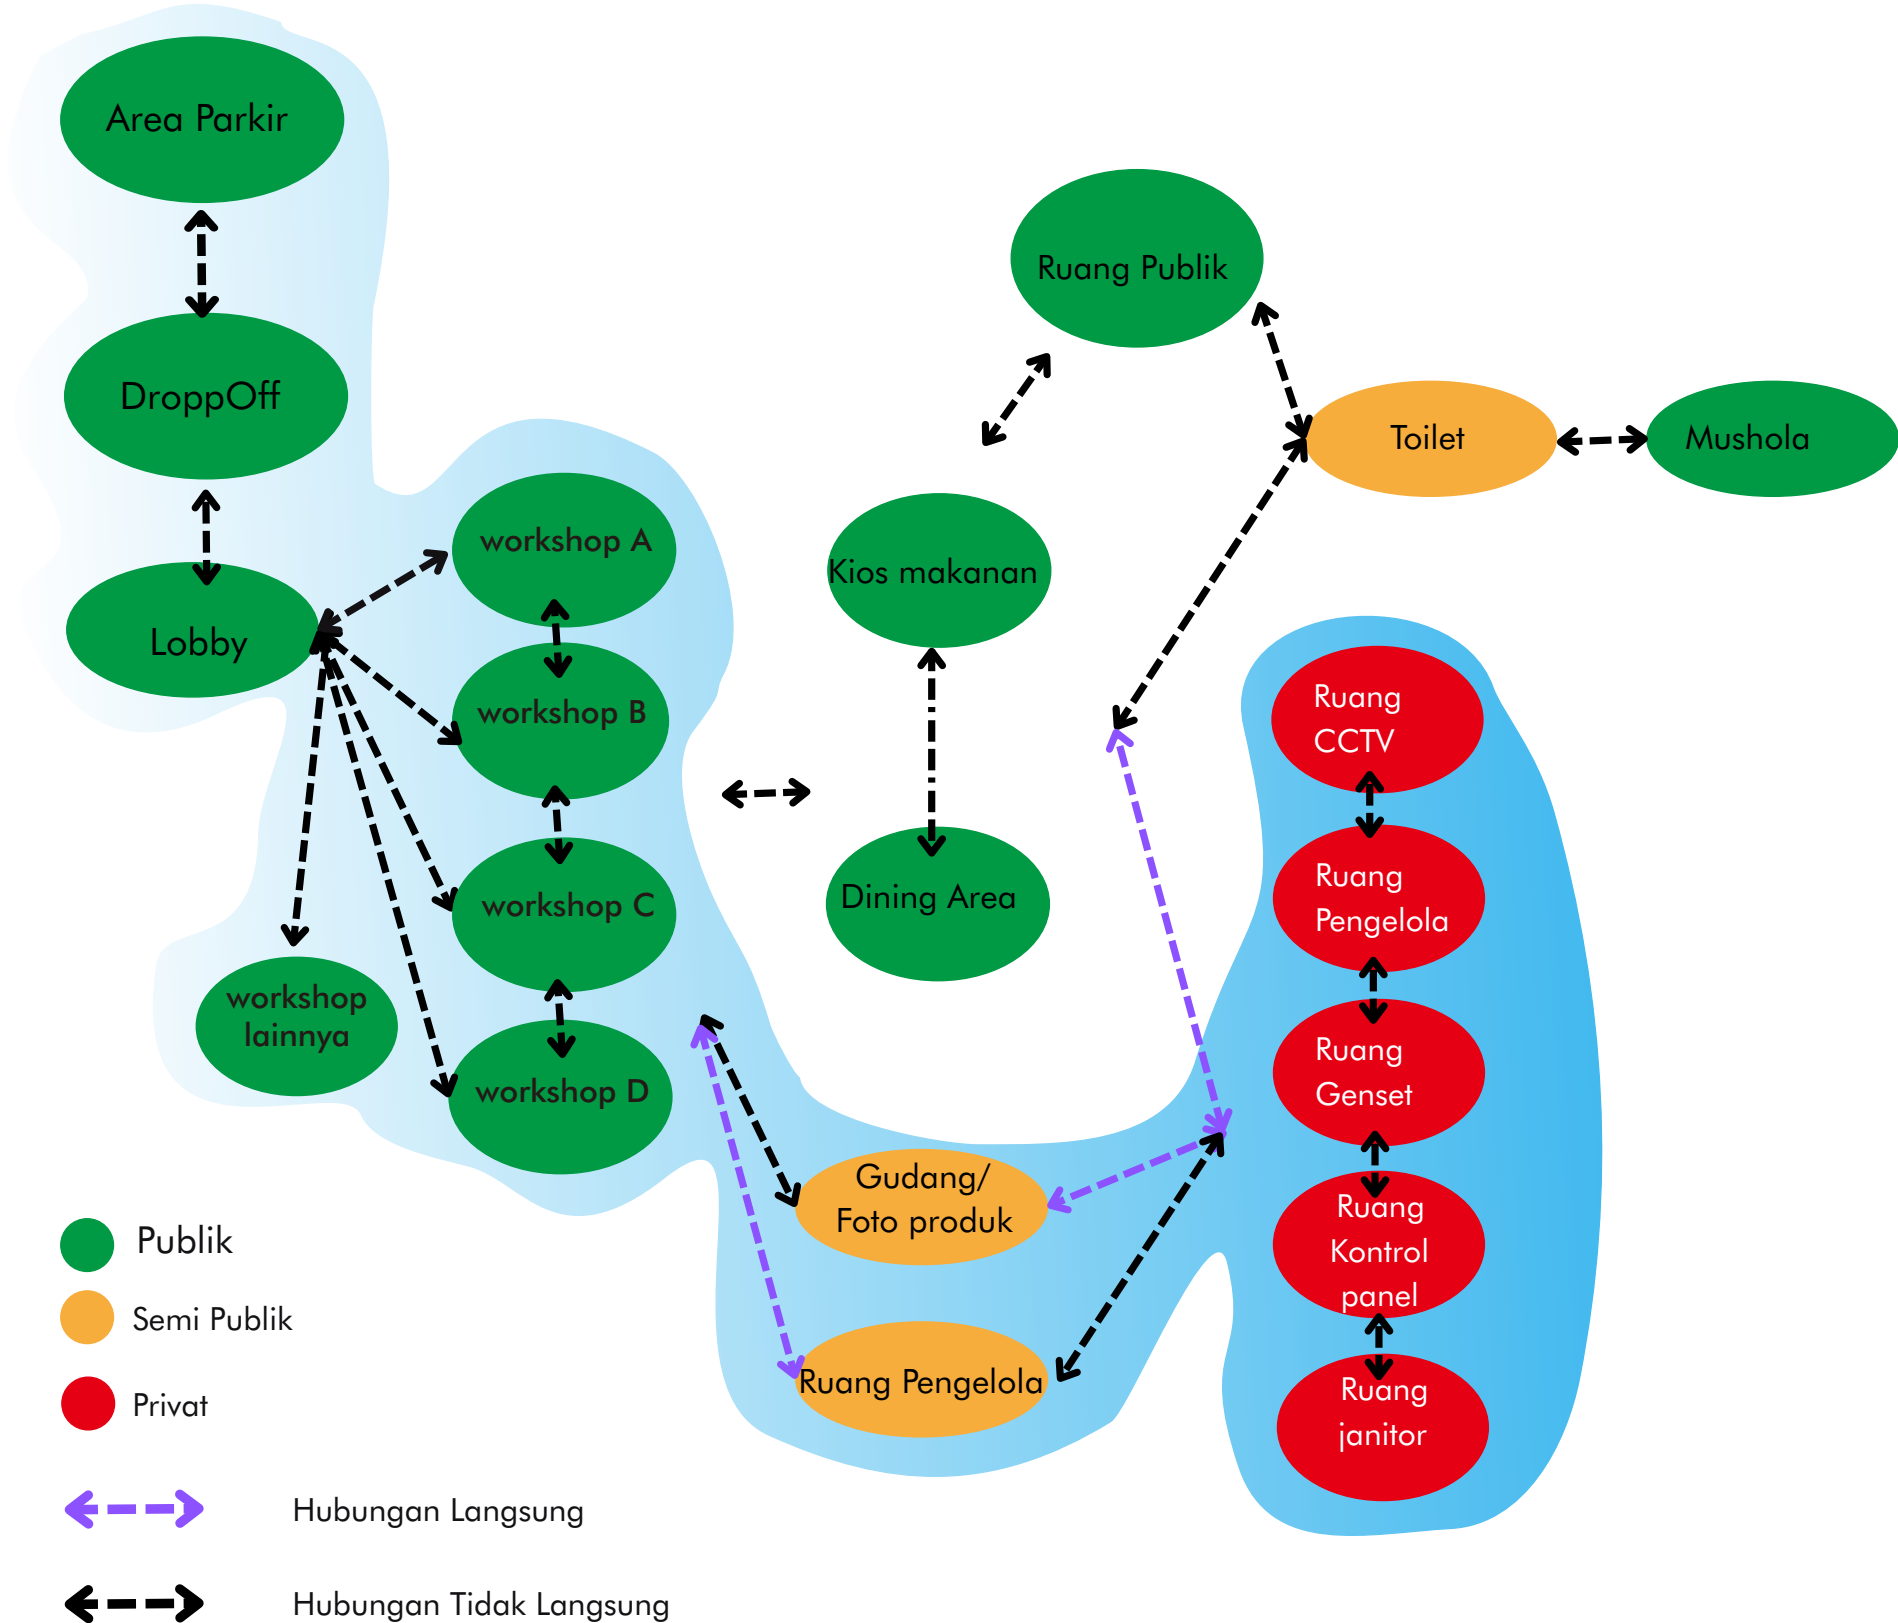 Area Parkir
DroppOff
Lobby
workshop A
workshop B
workshop C
workshop D
workshop
lainnya
Ruang Publik
Toilet
Mushola
Kios makanan
Dining Area
Gudang/
Foto produk
Ruang Pengelola
Ruang
CCTV
Ruang
Pengelola
Ruang
Genset
Ruang
Kontrol
panel
Ruang
janitor
Publik
Semi Publik
Privat
Hubungan Langsung
Hubungan Tidak Langsung